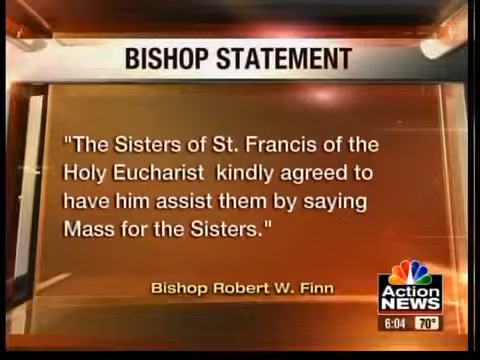 BISHOP STATEMENT
"The Sisters of St. Francis of the
Holy Eucharist kindly agreed to
have him assist them by saying
Mass for the Sisters."
Bishop Robert W. Finn
Action
NEWS
6:04 70°